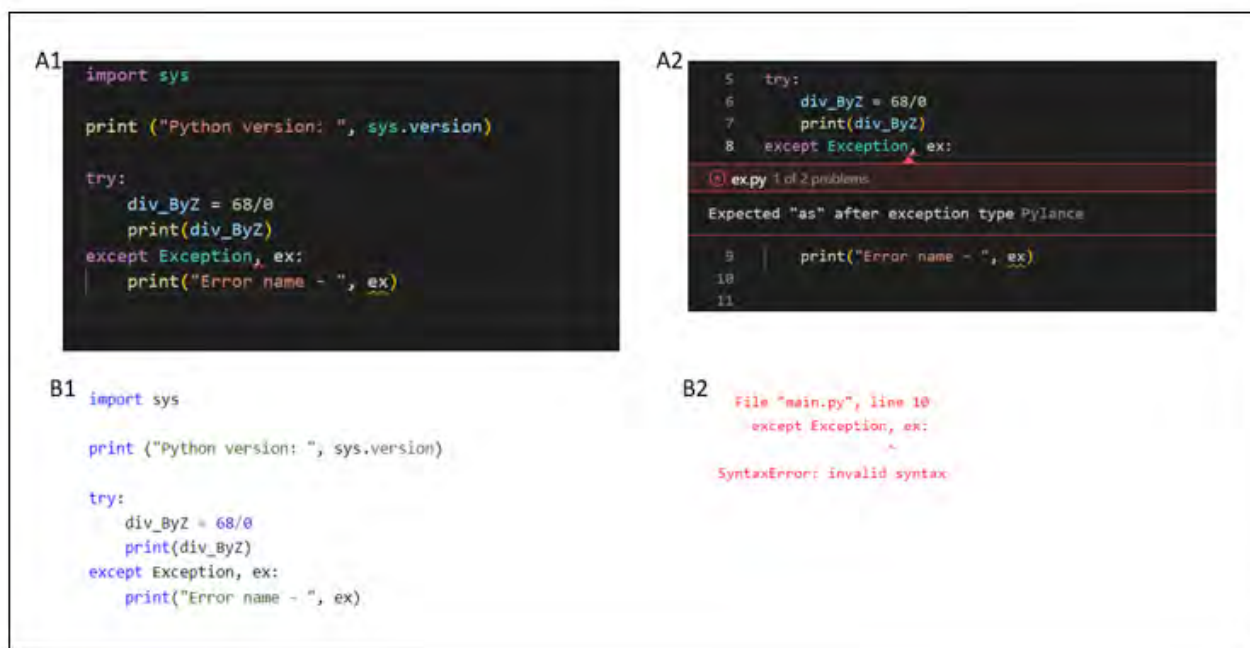 A1
import sys
print ("Python version: ", sys.version)
try:
div_ByZ = 68/0
print(div_ByZ)
except Exception, ex:
print("Error name - ", ex)
A2
5 try:
6 div_ByZ = 68/0
7 print(div_ByZ)
8 except Exception, ex:
ex.py 1 of 2 problems
Expected "as" after exception type Pylance
9 print("Error name - ", ex)
10
11
B1
import sys
print ("Python version: ", sys.version)
try:
div_ByZ = 68/0
print(div_ByZ)
except Exception, ex:
print("Error name - ", ex)
B2
File "main.py", line 10
except Exception, ex:
^
SyntaxError: invalid syntax